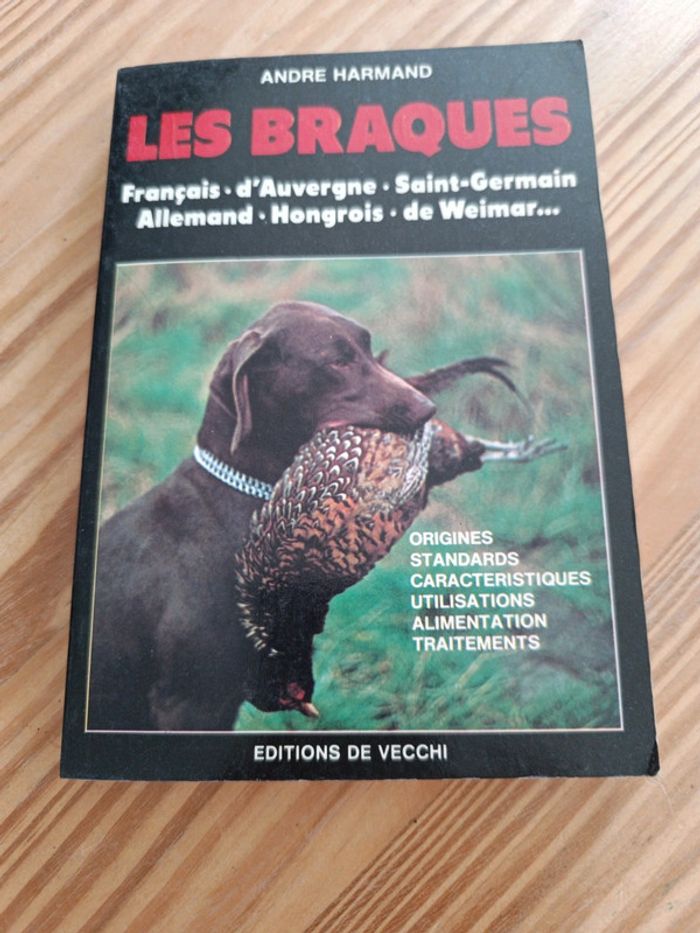 ANDRE HARMAND
LES BRAQUES
Français · d'Auvergne · Saint-Germain
Allemand · Hongrois · de Weimar...
ORIGINES
STANDARDS
CARACTERISTIQUES
UTILISATIONS
ALIMENTATION
TRAITEMENTS
EDITIONS DE VECCHI